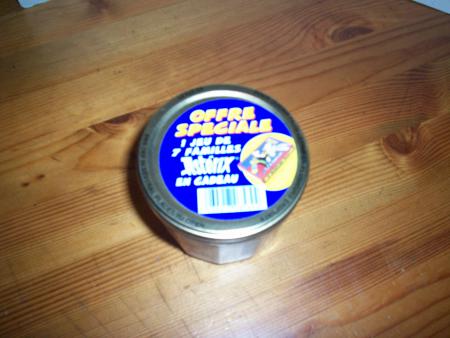 OFFRE
SPÉCIALE
1 JEU DE
7 FAMILLES
Astérix
EN CADEAU